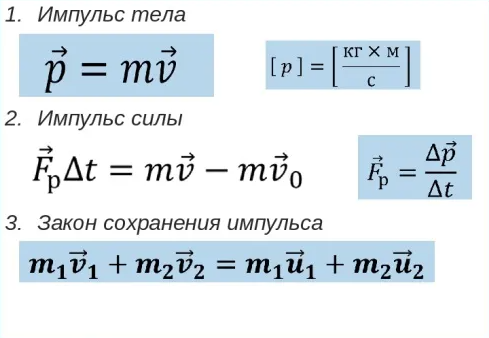 1. Импульс тела
p⃗ = mv⃗
[ p ] = [ кг × м / с ]
2. Импульс силы
F⃗рΔt = mv⃗ − mv⃗₀
F⃗р = Δp⃗ / Δt
3. Закон сохранения импульса
m₁v⃗₁ + m₂v⃗₂ = m₁u⃗₁ + m₂u⃗₂